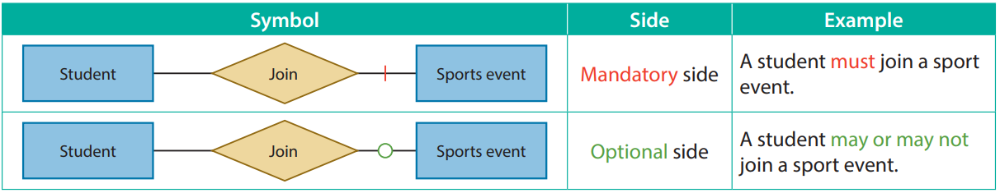 Symbol Side Example
Student Join Sports event Mandatory side A student must join a sport
event.
Student Join Sports event Optional side A student may or may not
join a sport event.